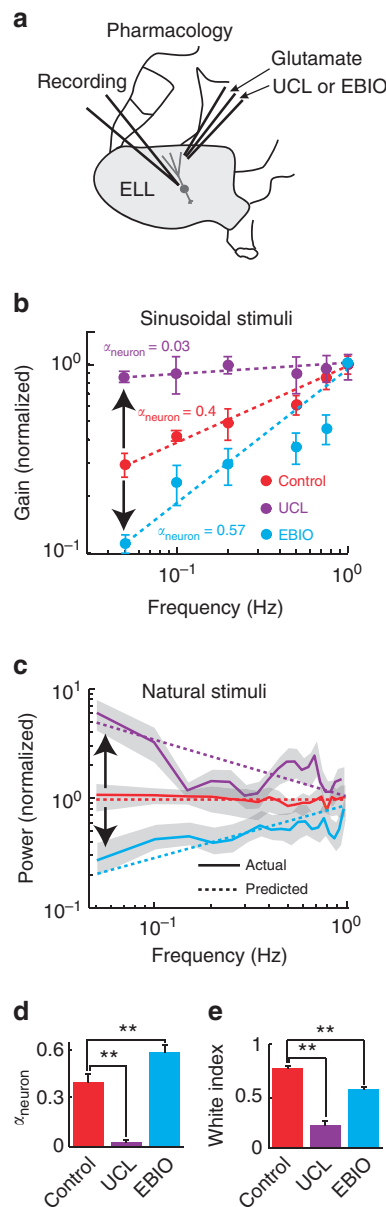 a
Pharmacology
Recording
Glutamate
UCL or EBIO
ELL
b
Sinusoidal stimuli
Gain (normalized)
10⁰
10⁻¹
αneuron = 0.03
αneuron = 0.4
αneuron = 0.57
Control
UCL
EBIO
10⁻¹
10⁰
Frequency (Hz)
c
Natural stimuli
Power (normalized)
10¹
10⁰
10⁻¹
Actual
Predicted
10⁻¹
10⁰
Frequency (Hz)
d
αneuron
0.6
0
**
**
Control
UCL
EBIO
e
White index
1
0.5
0
**
**
Control
UCL
EBIO